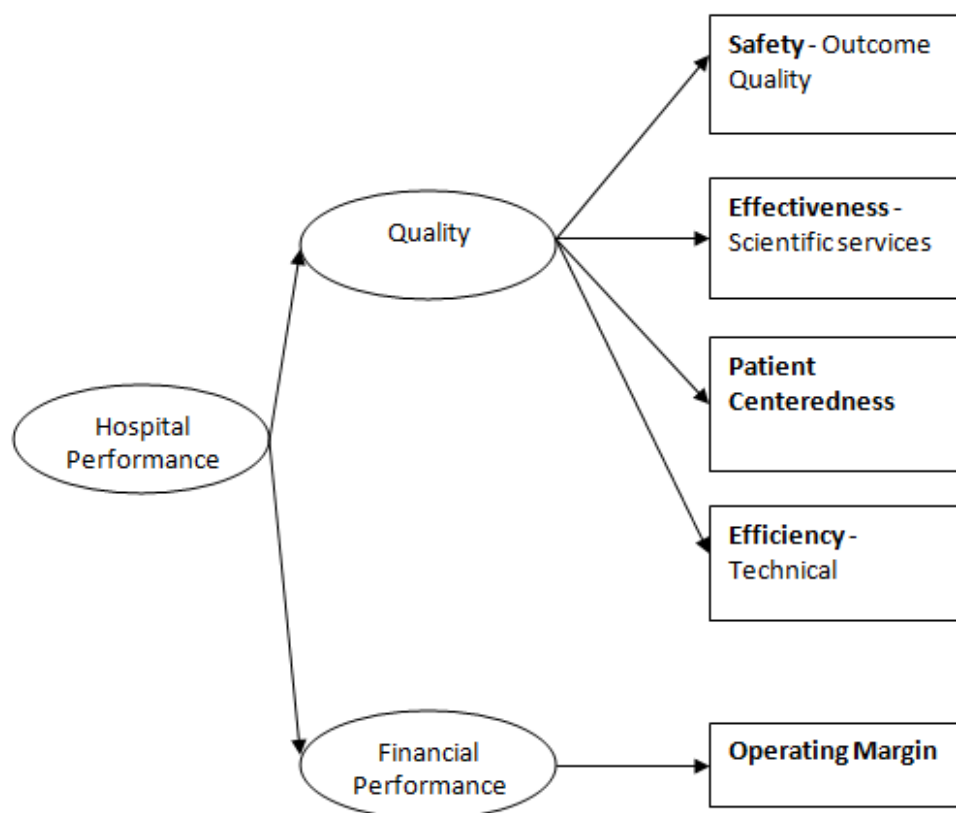 Safety - Outcome
Quality
Quality
Effectiveness -
Scientific services
Patient
Centeredness
Hospital
Performance
Efficiency -
Technical
Financial
Performance
Operating Margin